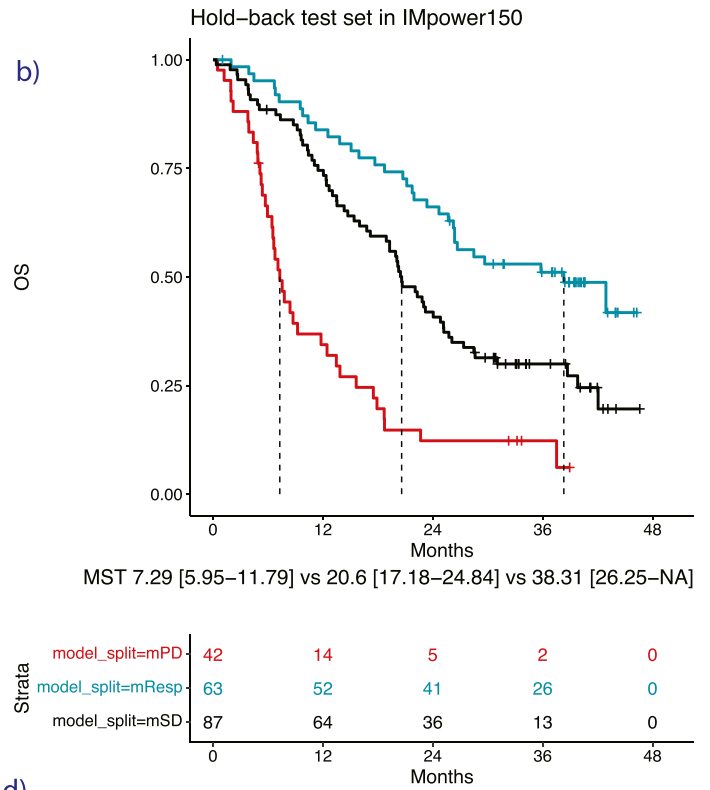 Hold−back test set in IMpower150
b)
1.00
0.75
0.50
0.25
0.00
OS
0 12 24 36 48
Months
MST 7.29 [5.95−11.79] vs 20.6 [17.18−24.84] vs 38.31 [26.25−NA]
Strata
model_split=mPD 42 14 5 2 0
model_split=mResp 63 52 41 26 0
model_split=mSD 87 64 36 13 0
0 12 24 36 48
Months
d)